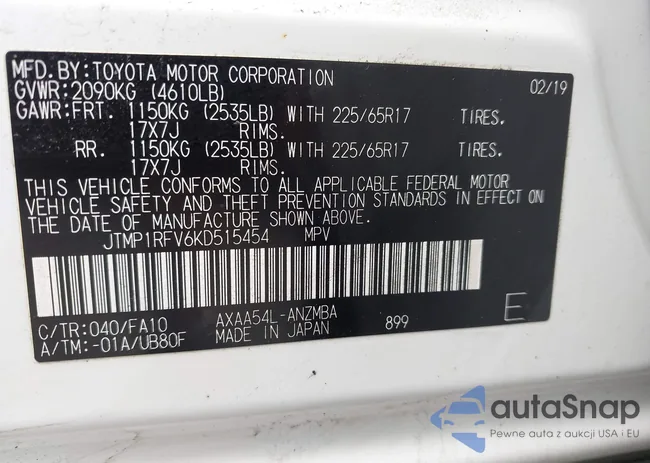 MFD.BY:TOYOTA MOTOR CORPORATION 02/19
GVWR:2090KG (4610LB)
GAWR:FRT. 1150KG (2535LB) WITH 225/65R17 TIRES.
17X7J RIMS.
RR. 1150KG (2535LB) WITH 225/65R17 TIRES.
17X7J RIMS.
THIS VEHICLE CONFORMS TO ALL APPLICABLE FEDERAL MOTOR
VEHICLE SAFETY AND THEFT PREVENTION STANDARDS IN EFFECT ON
THE DATE OF MANUFACTURE SHOWN ABOVE.
JTMP1RFV6KD515454 MPV
C/TR:040/FA10 AXAA54L-ANZMBA 899 E
A/TM:-01A/UB80F MADE IN JAPAN
autaSnap
Pewne auta z aukcji USA i EU